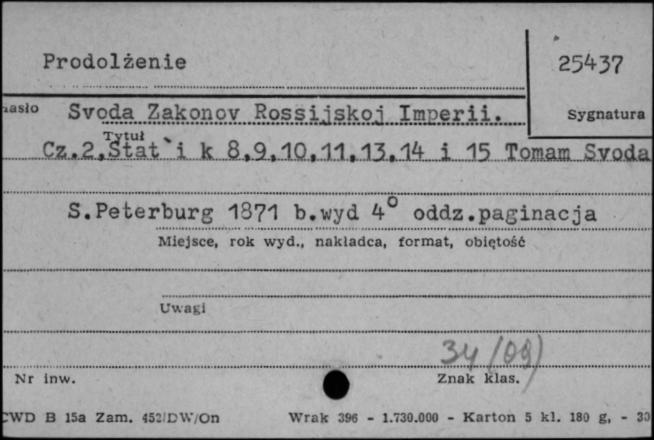 Prodolżenie
25437
hasło Svoda Zakonov Rossijskoj Imperii.
Sygnatura
Tytuł
Cz.2,Stat`i k 8,9,10,11,13,14 i 15 Tomam Svoda
S.Peterburg 1871 b.wyd 4° oddz.paginacja
Miejsce, rok wyd., nakładca, format, obiętość
Uwagi
34 (09)
Nr inw.
Znak klas.
CWD B 15a Zam. 452/DW/On Wrak 396 - 1.730.000 - Karton 5 kl. 180 g, - 30